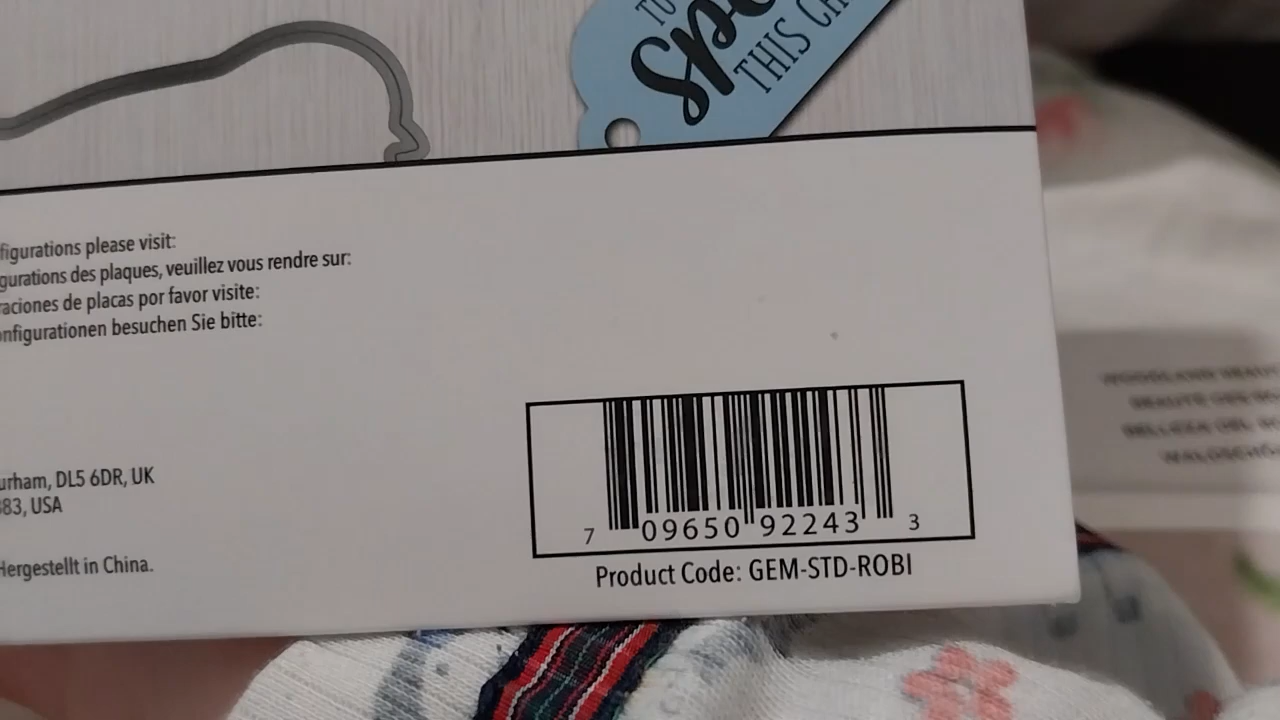 TO
THIS
figurations please visit:
gurations des plaques, veuillez vous rendre sur:
raciones de placas por favor visite:
onfigurationen besuchen Sie bitte:
urham, DL5 6DR, UK
83, USA
Hergestellt in China.
7 09650 92243 3
Product Code: GEM-STD-ROBI